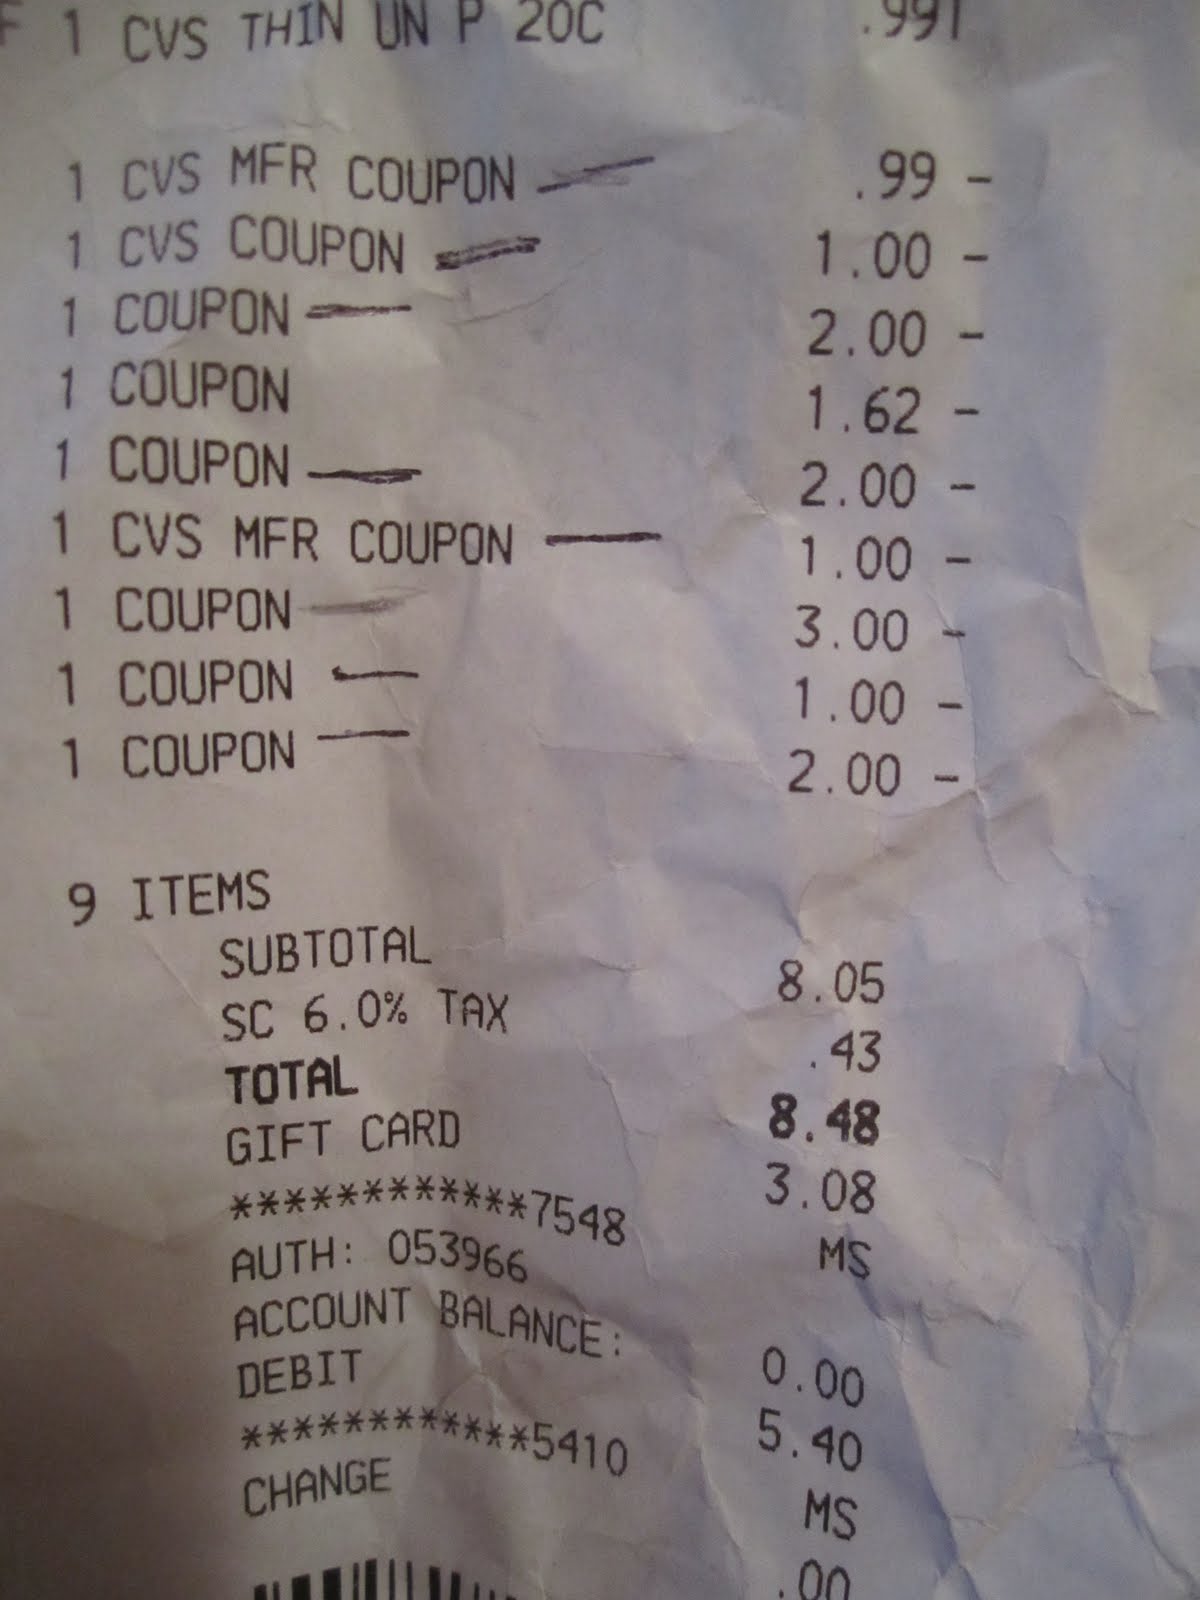 F 1 CVS THIN UN P 20C .99T
1 CVS MFR COUPON .99 -
1 CVS COUPON 1.00 -
1 COUPON 2.00 -
1 COUPON 1.62 -
1 COUPON 2.00 -
1 CVS MFR COUPON 1.00 -
1 COUPON 3.00 -
1 COUPON 1.00 -
1 COUPON 2.00 -
9 ITEMS
SUBTOTAL 8.05
SC 6.0% TAX .43
TOTAL 8.48
GIFT CARD 3.08
************7548 MS
AUTH: 053966
ACCOUNT BALANCE: 0.00
DEBIT 5.40
************5410 MS
CHANGE .00